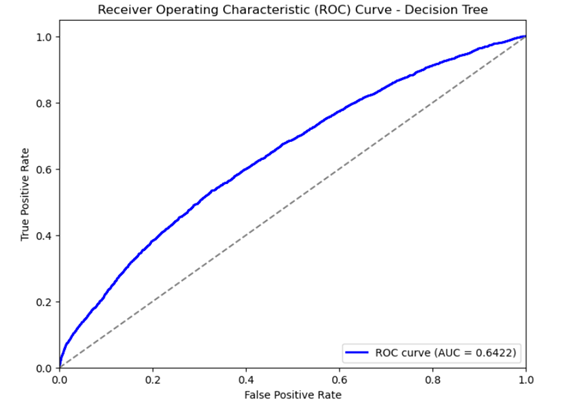 Receiver Operating Characteristic (ROC) Curve - Decision Tree
1.0
0.8
0.6
0.4
0.2
0.0
True Positive Rate
ROC curve (AUC = 0.6422)
0.0 0.2 0.4 0.6 0.8 1.0
False Positive Rate